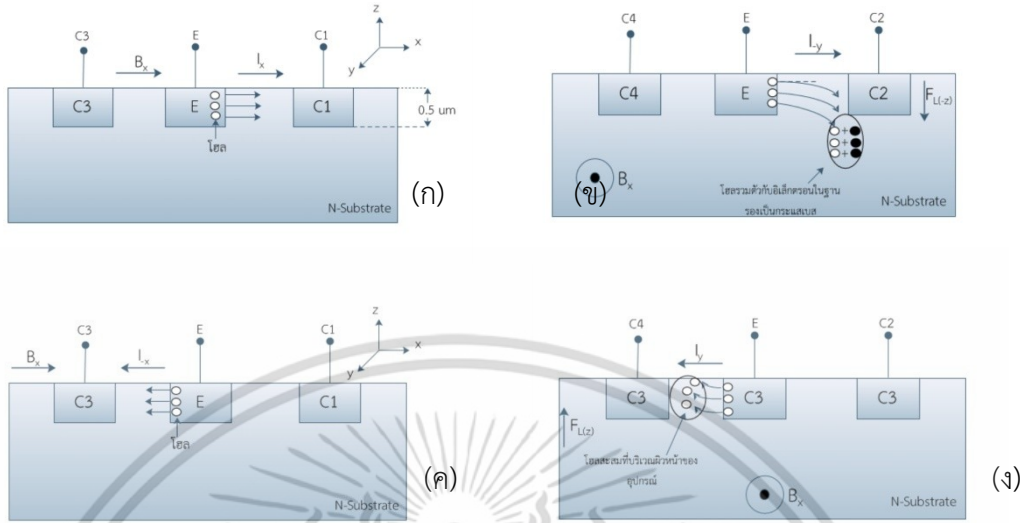 C3
E
C1
z
x
y
Bₓ
Iₓ
C3
E
C1
0.5 um
โฮล
N-Substrate
(ก)
C4
E
C2
I₋y
C4
E
C2
F_L(-z)
Bₓ
โฮลรวมตัวกับอิเล็กตรอนในฐาน
รองเป็นกระแสเบส
N-Substrate
(ข)
C3
E
C1
z
x
y
Bₓ
I₋ₓ
C3
E
C1
โฮล
N-Substrate
(ค)
C4
E
C2
I_y
C3
C3
C3
F_L(z)
โฮลสะสมที่บริเวณผิวหน้าของ
อุปกรณ์
Bₓ
N-Substrate
(ง)